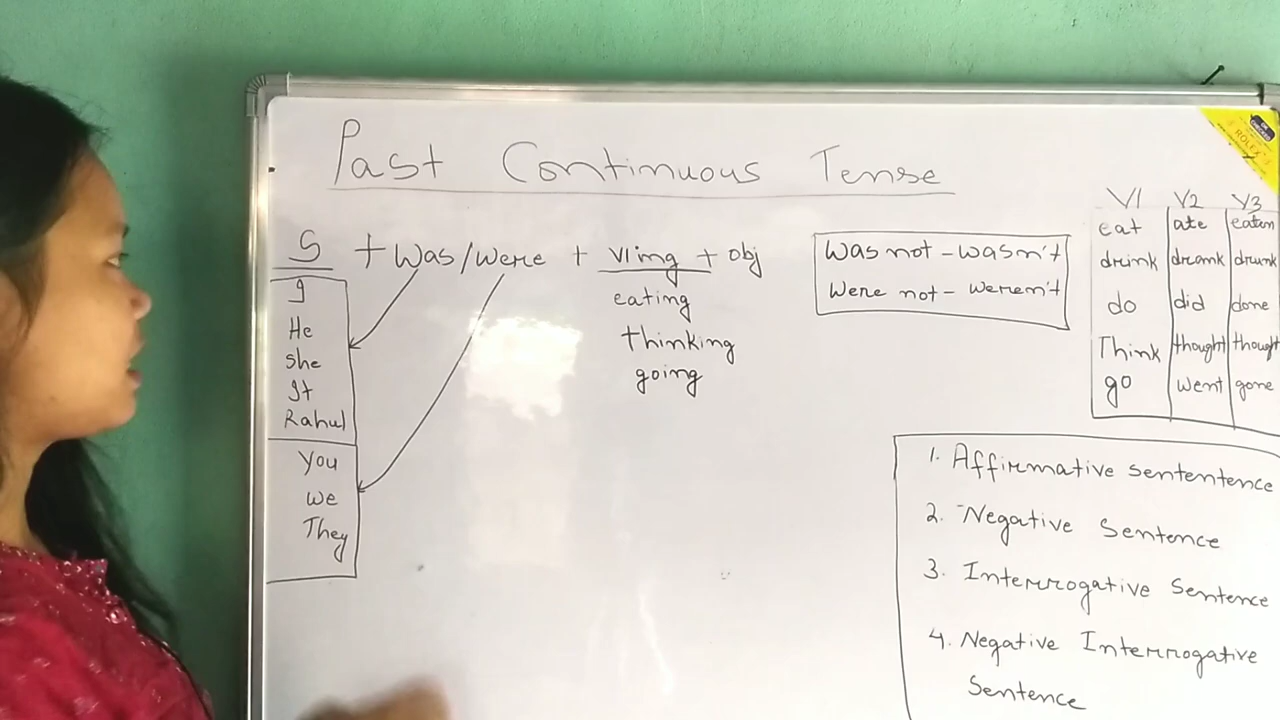 Past Continuous Tense
S + Was/Were + V1ing + obj
I
He
She
It
Rahul
You
We
They
eating
thinking
going
Was not - wasn't
Were not - weren't
V1 V2 V3
eat ate eaten
drink drank drunk
do did done
Think thought thought
go went gone
1. Affirmative sententence
2. Negative Sentence
3. Interrogative Sentence
4. Negative Interrogative
Sentence
ROLEX